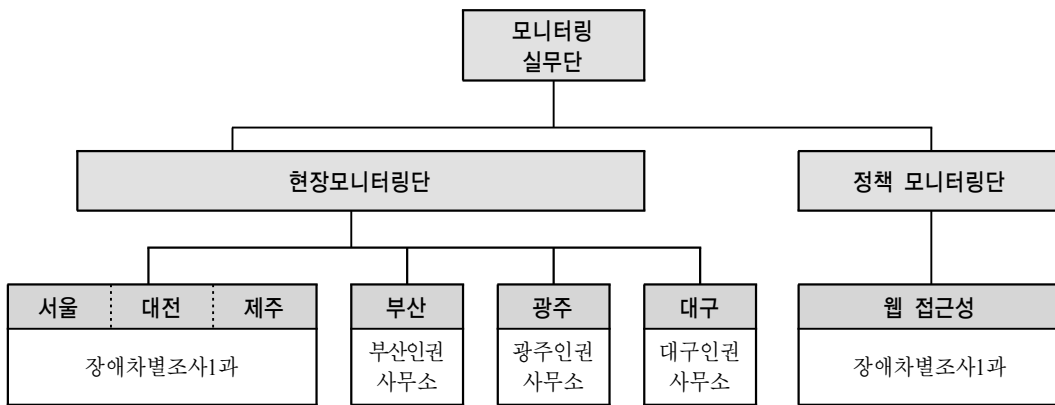 모니터링
실무단
현장모니터링단
정책 모니터링단
서울 대전 제주
부산
광주
대구
웹 접근성
장애차별조사1과
부산인권
사무소
광주인권
사무소
대구인권
사무소
장애차별조사1과